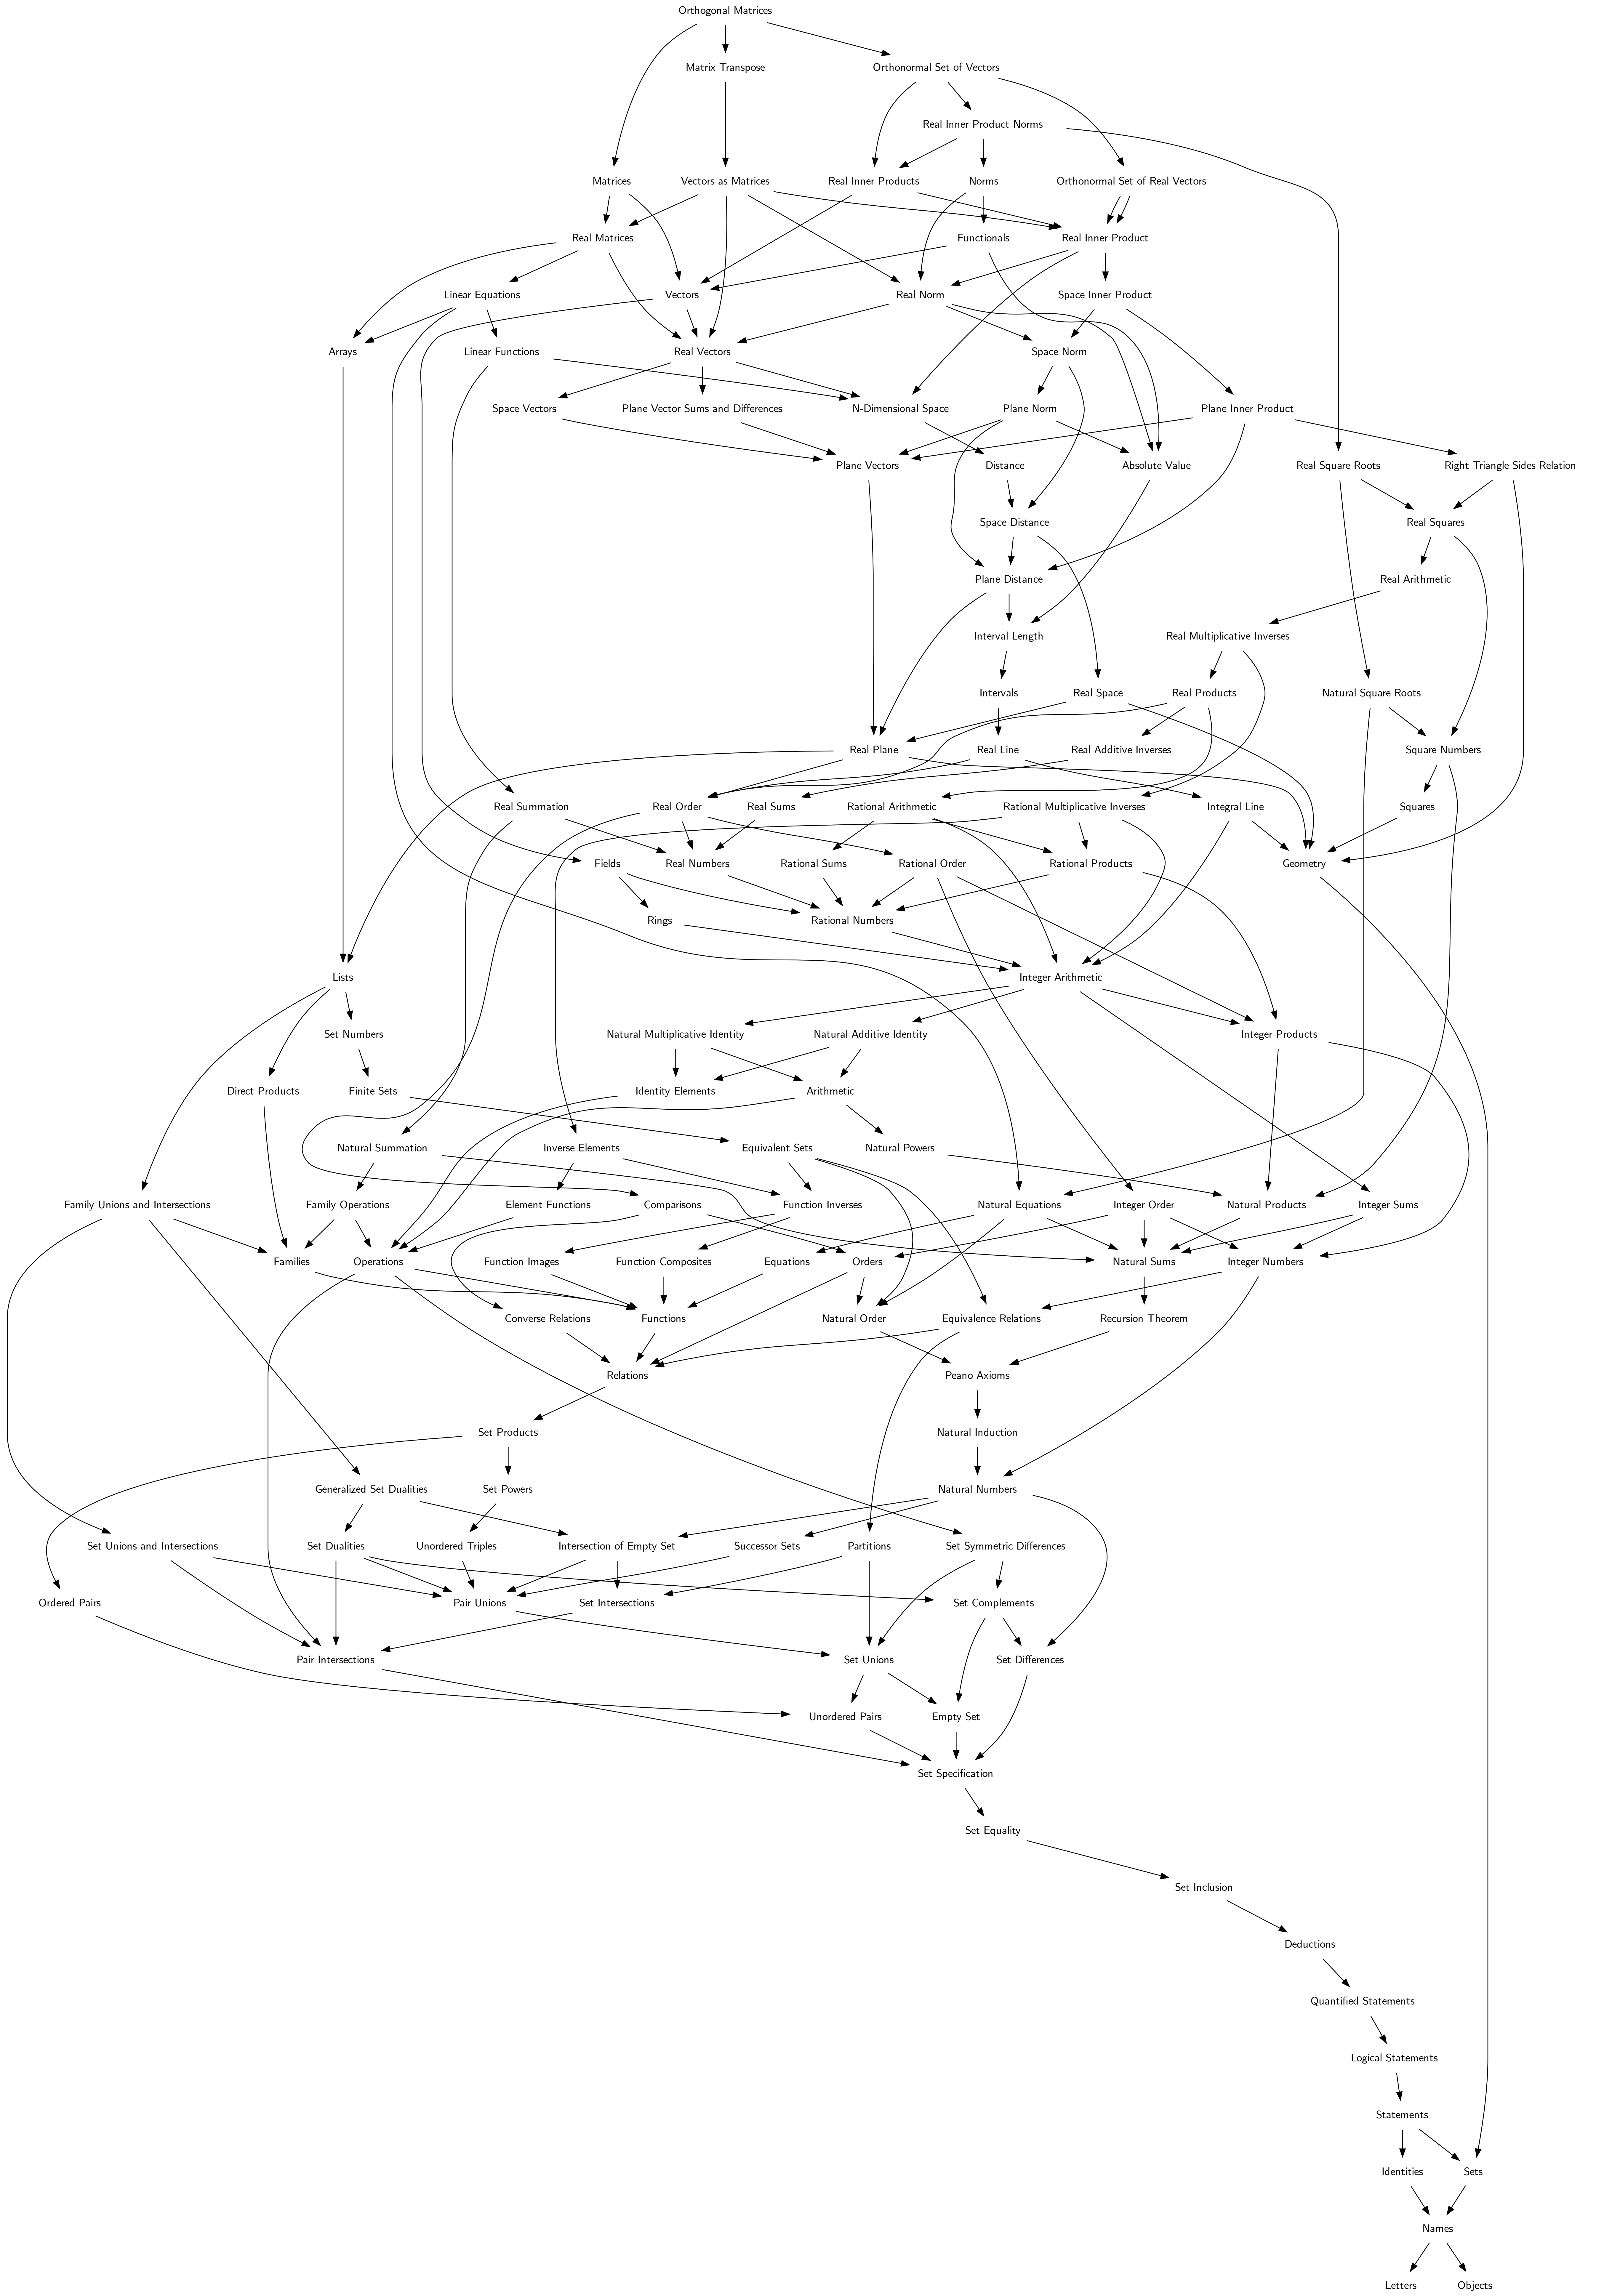 Orthogonal Matrices
Matrix Transpose
Orthonormal Set of Vectors
Real Inner Product Norms
Matrices
Vectors as Matrices
Real Inner Products
Norms
Orthonormal Set of Real Vectors
Real Matrices
Functionals
Real Inner Product
Linear Equations
Vectors
Real Norm
Space Inner Product
Arrays
Linear Functions
Real Vectors
Space Norm
Space Vectors
Plane Vector Sums and Differences
N-Dimensional Space
Plane Norm
Plane Inner Product
Plane Vectors
Distance
Absolute Value
Real Square Roots
Right Triangle Sides Relation
Space Distance
Real Squares
Plane Distance
Real Arithmetic
Interval Length
Real Multiplicative Inverses
Intervals
Real Space
Real Products
Natural Square Roots
Real Plane
Real Line
Real Additive Inverses
Square Numbers
Real Summation
Real Order
Real Sums
Rational Arithmetic
Rational Multiplicative Inverses
Integral Line
Squares
Fields
Real Numbers
Rational Sums
Rational Order
Rational Products
Geometry
Rings
Rational Numbers
Lists
Integer Arithmetic
Set Numbers
Natural Multiplicative Identity
Natural Additive Identity
Integer Products
Direct Products
Finite Sets
Identity Elements
Arithmetic
Natural Summation
Inverse Elements
Equivalent Sets
Natural Powers
Family Unions and Intersections
Family Operations
Element Functions
Comparisons
Function Inverses
Natural Equations
Integer Order
Natural Products
Integer Sums
Families
Operations
Function Images
Function Composites
Equations
Orders
Natural Sums
Integer Numbers
Converse Relations
Functions
Natural Order
Equivalence Relations
Recursion Theorem
Relations
Peano Axioms
Set Products
Natural Induction
Generalized Set Dualities
Set Powers
Natural Numbers
Set Unions and Intersections
Set Dualities
Unordered Triples
Intersection of Empty Set
Successor Sets
Partitions
Set Symmetric Differences
Ordered Pairs
Pair Unions
Set Intersections
Set Complements
Pair Intersections
Set Unions
Set Differences
Unordered Pairs
Empty Set
Set Specification
Set Equality
Set Inclusion
Deductions
Quantified Statements
Logical Statements
Statements
Identities
Sets
Names
Letters
Objects